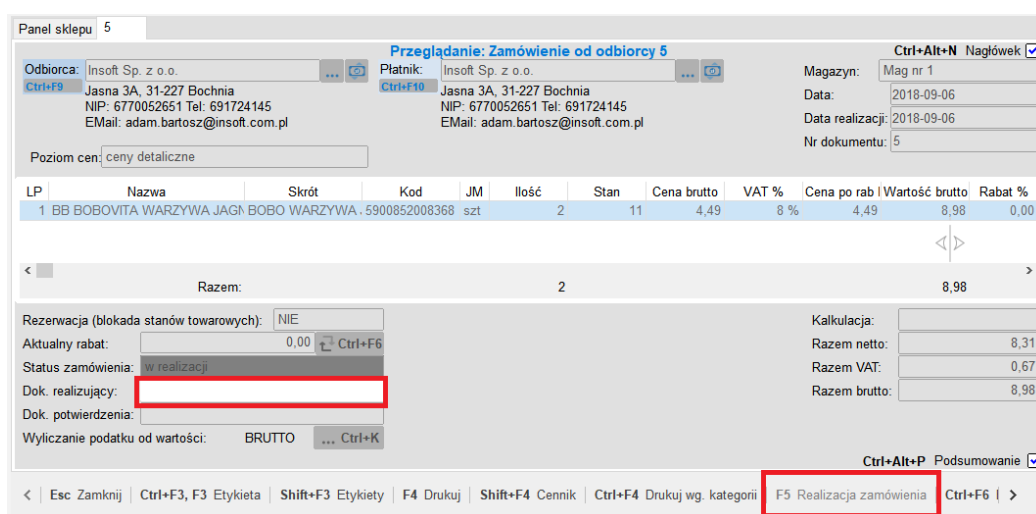 Panel sklepu 5
Przeglądanie: Zamówienie od odbiorcy 5
Ctrl+Alt+N Nagłówek
Odbiorca: Insoft Sp. z o.o. ...
Ctrl+F9
Jasna 3A, 31-227 Bochnia
NIP: 6770052651 Tel: 691724145
EMail: adam.bartosz@insoft.com.pl
Płatnik: Insoft Sp. z o.o. ...
Ctrl+F10
Jasna 3A, 31-227 Bochnia
NIP: 6770052651 Tel: 691724145
EMail: adam.bartosz@insoft.com.pl
Magazyn: Mag nr 1
Data: 2018-09-06
Data realizacji: 2018-09-06
Nr dokumentu: 5
Poziom cen: ceny detaliczne
LP Nazwa Skrót Kod JM Ilość Stan Cena brutto VAT % Cena po rab Wartość brutto Rabat %
1 BB BOBOVITA WARZYWA JAGN BOBO WARZYWA 5900852008368 szt 2 11 4,49 8 % 4,49 8,98 0,00
Razem: 2 8,98
Rezerwacja (blokada stanów towarowych): NIE
Aktualny rabat: 0,00 Ctrl+F6
Status zamówienia: w realizacji
Dok. realizujący:
Dok. potwierdzenia:
Wyliczanie podatku od wartości: BRUTTO ... Ctrl+K
Kalkulacja:
Razem netto: 8,31
Razem VAT: 0,67
Razem brutto: 8,98
Ctrl+Alt+P Podsumowanie
< Esc Zamknij Ctrl+F3, F3 Etykieta Shift+F3 Etykiety F4 Drukuj Shift+F4 Cennik Ctrl+F4 Drukuj wg. kategorii F5 Realizacja zamówienia Ctrl+F6 >